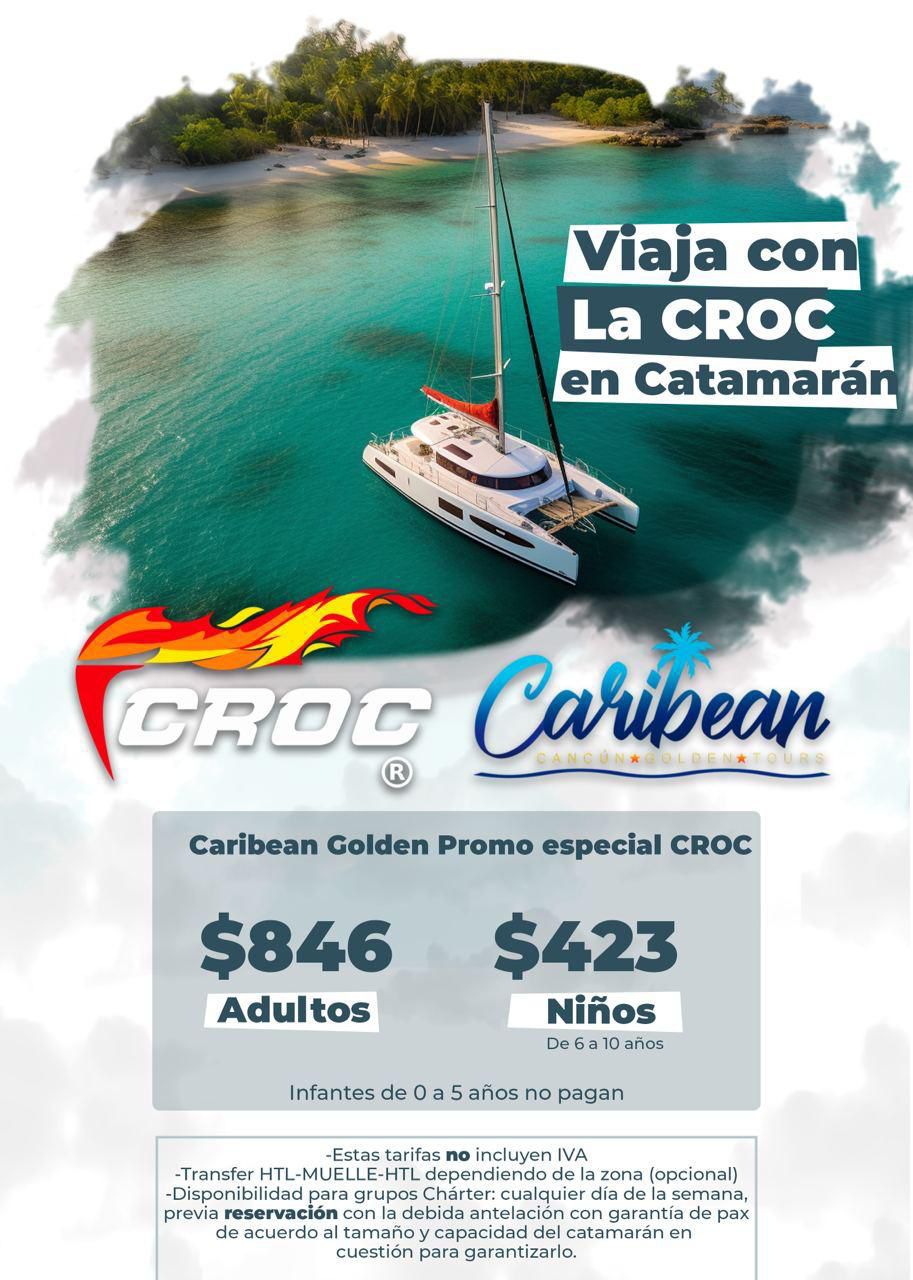 Viaja con
La CROC
en Catamarán
CROC
®
Caribean
CANCÚN★GOLDEN★TOURS
Caribean Golden Promo especial CROC
$846 $423
Adultos Niños
De 6 a 10 años
Infantes de 0 a 5 años no pagan
-Estas tarifas no incluyen IVA
-Transfer HTL-MUELLE-HTL dependiendo de la zona (opcional)
-Disponibilidad para grupos Chárter: cualquier día de la semana,
previa reservación con la debida antelación con garantía de pax
de acuerdo al tamaño y capacidad del catamarán en
cuestión para garantizarlo.